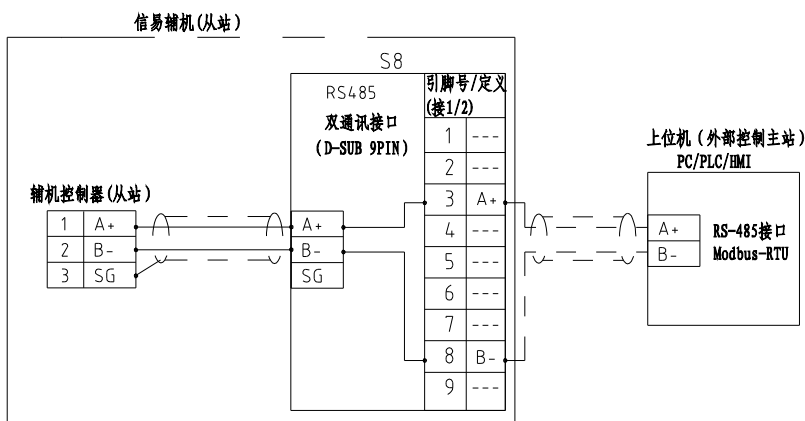 信易辅机(从站)
S8
RS485
双通讯接口
(D-SUB 9PIN)
引脚号/定义
(接1/2)
1 ---
2 ---
3 A+
4 ---
5 ---
6 ---
7 ---
8 B-
9 ---
辅机控制器(从站)
1 A+
2 B-
3 SG
A+
B-
SG
上位机（外部控制主站）
PC/PLC/HMI
A+
B-
RS-485接口
Modbus-RTU